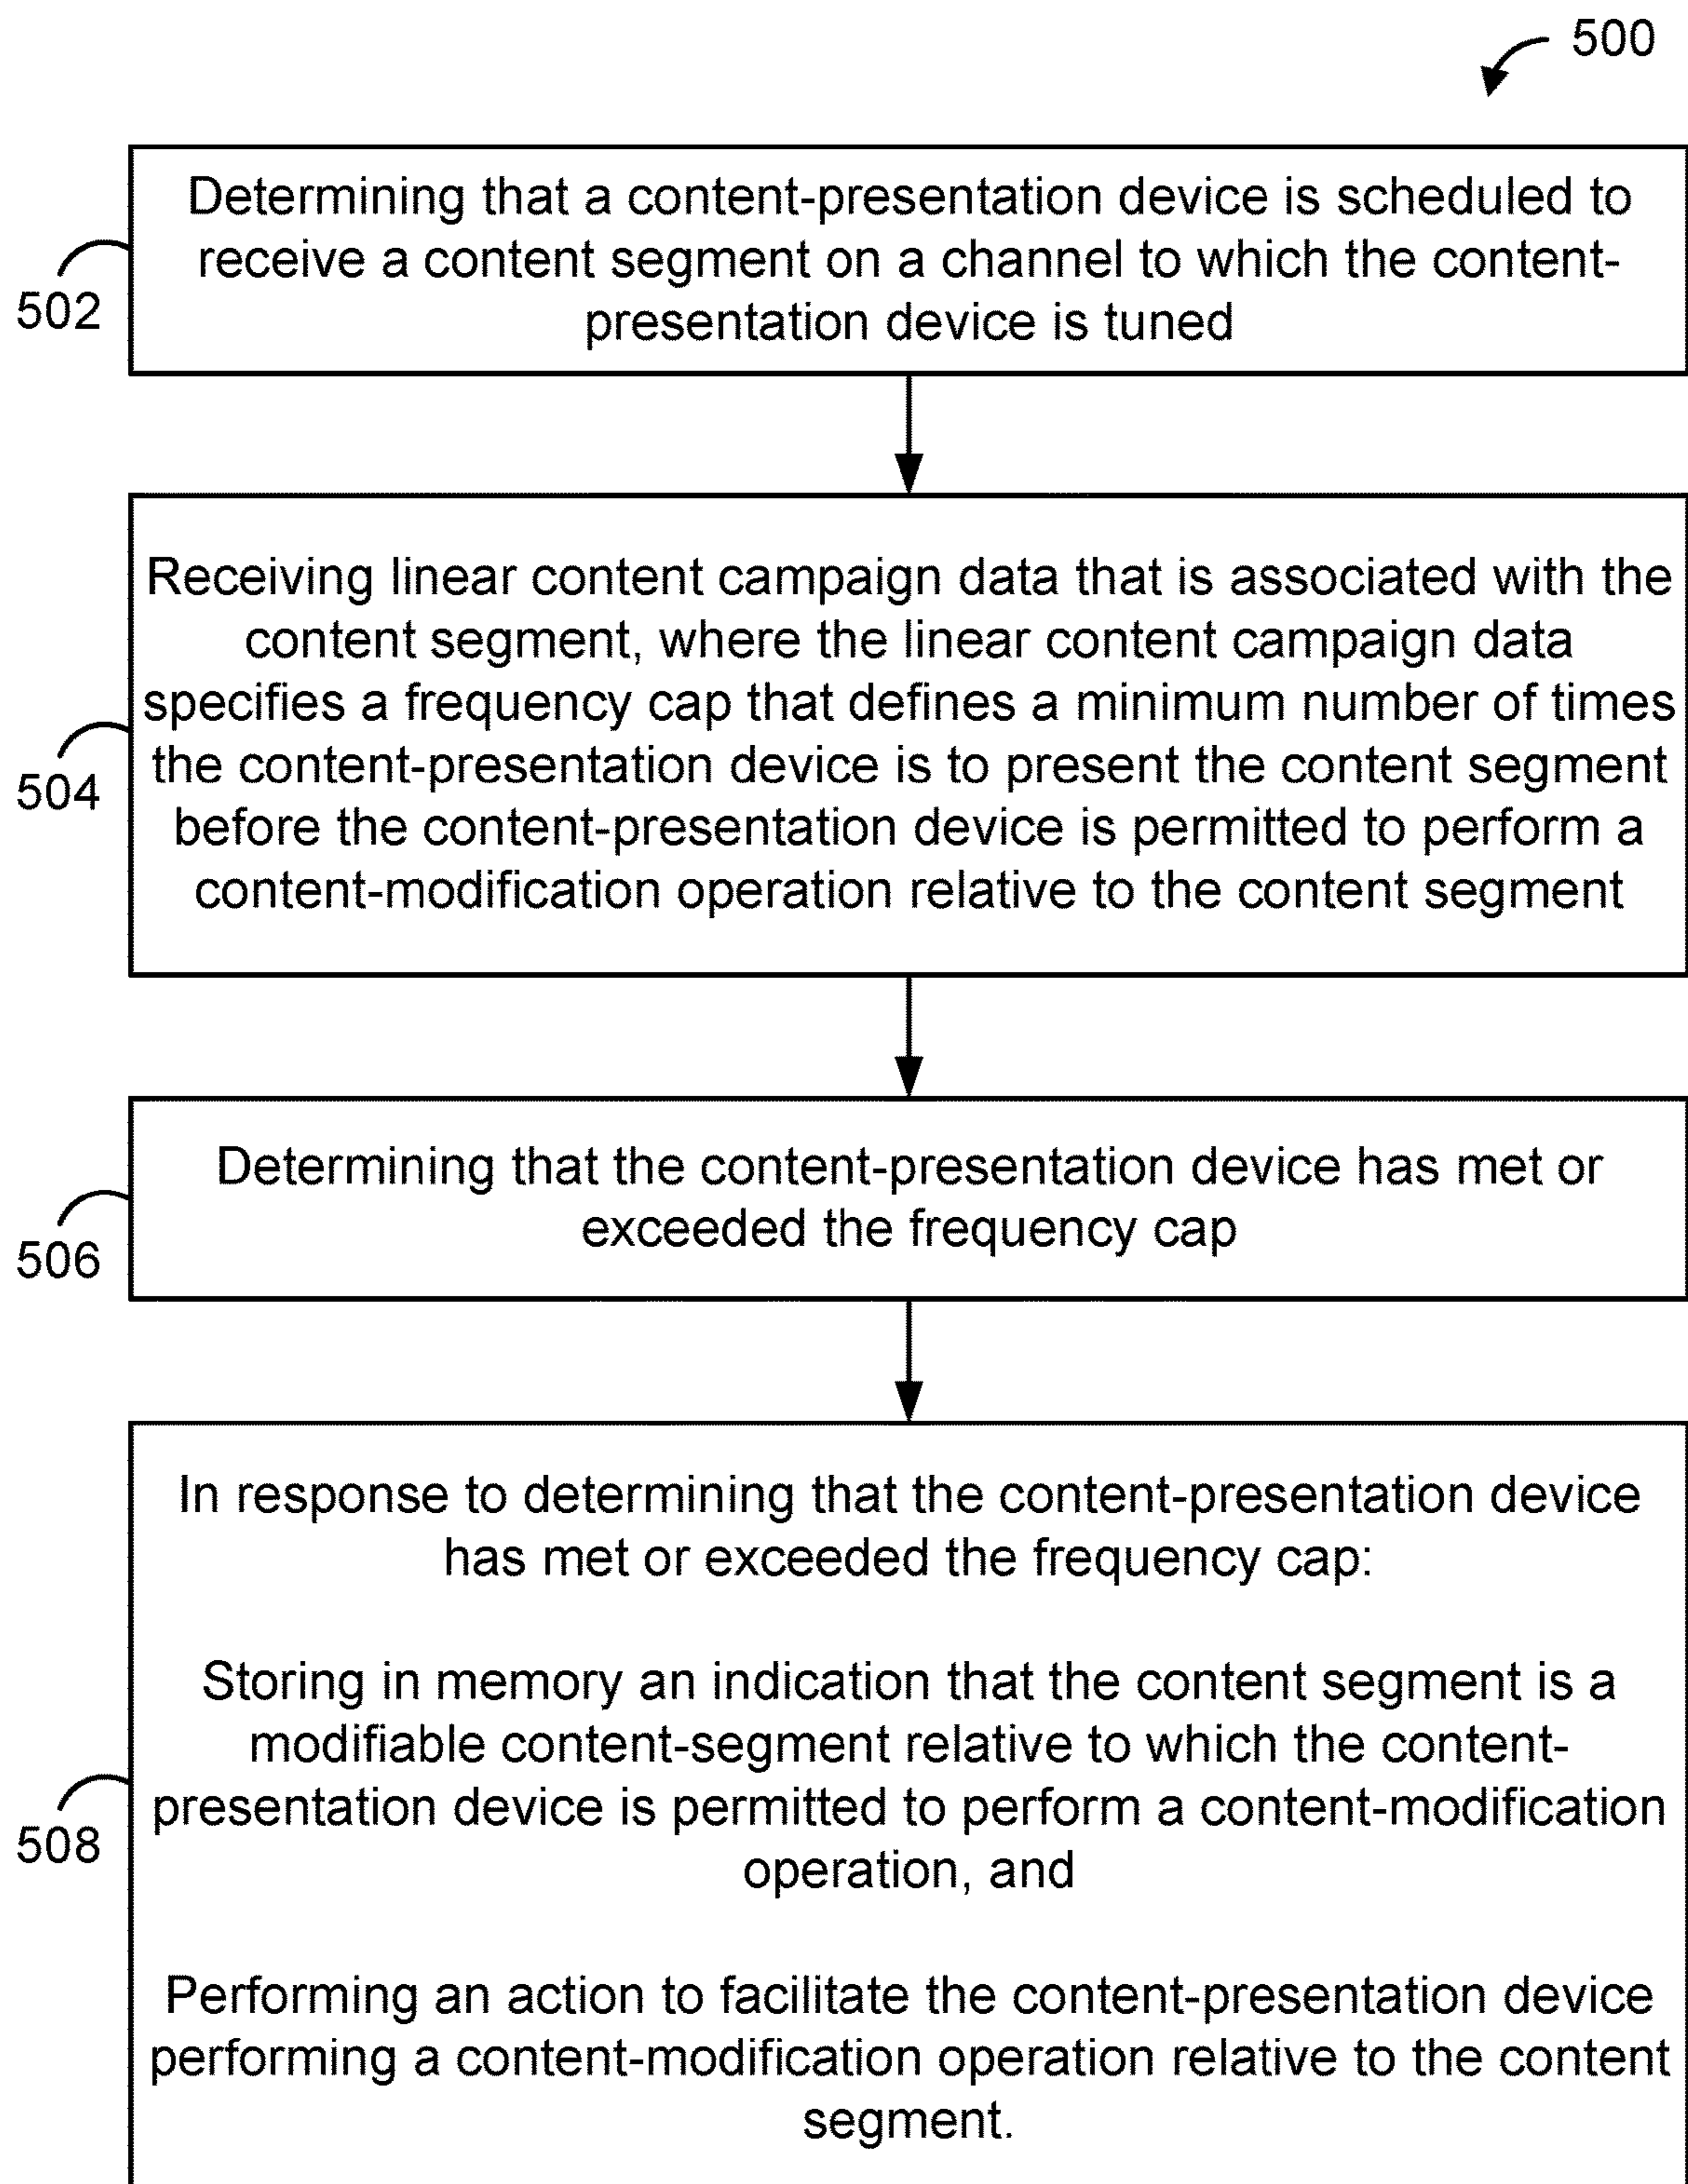 500
Determining that a content-presentation device is scheduled to
receive a content segment on a channel to which the content-
presentation device is tuned
502
Receiving linear content campaign data that is associated with the
content segment, where the linear content campaign data
specifies a frequency cap that defines a minimum number of times
the content-presentation device is to present the content segment
before the content-presentation device is permitted to perform a
content-modification operation relative to the content segment
504
Determining that the content-presentation device has met or
exceeded the frequency cap
506
In response to determining that the content-presentation device
has met or exceeded the frequency cap:
Storing in memory an indication that the content segment is a
modifiable content-segment relative to which the content-
presentation device is permitted to perform a content-modification
operation, and
Performing an action to facilitate the content-presentation device
performing a content-modification operation relative to the content
segment.
508